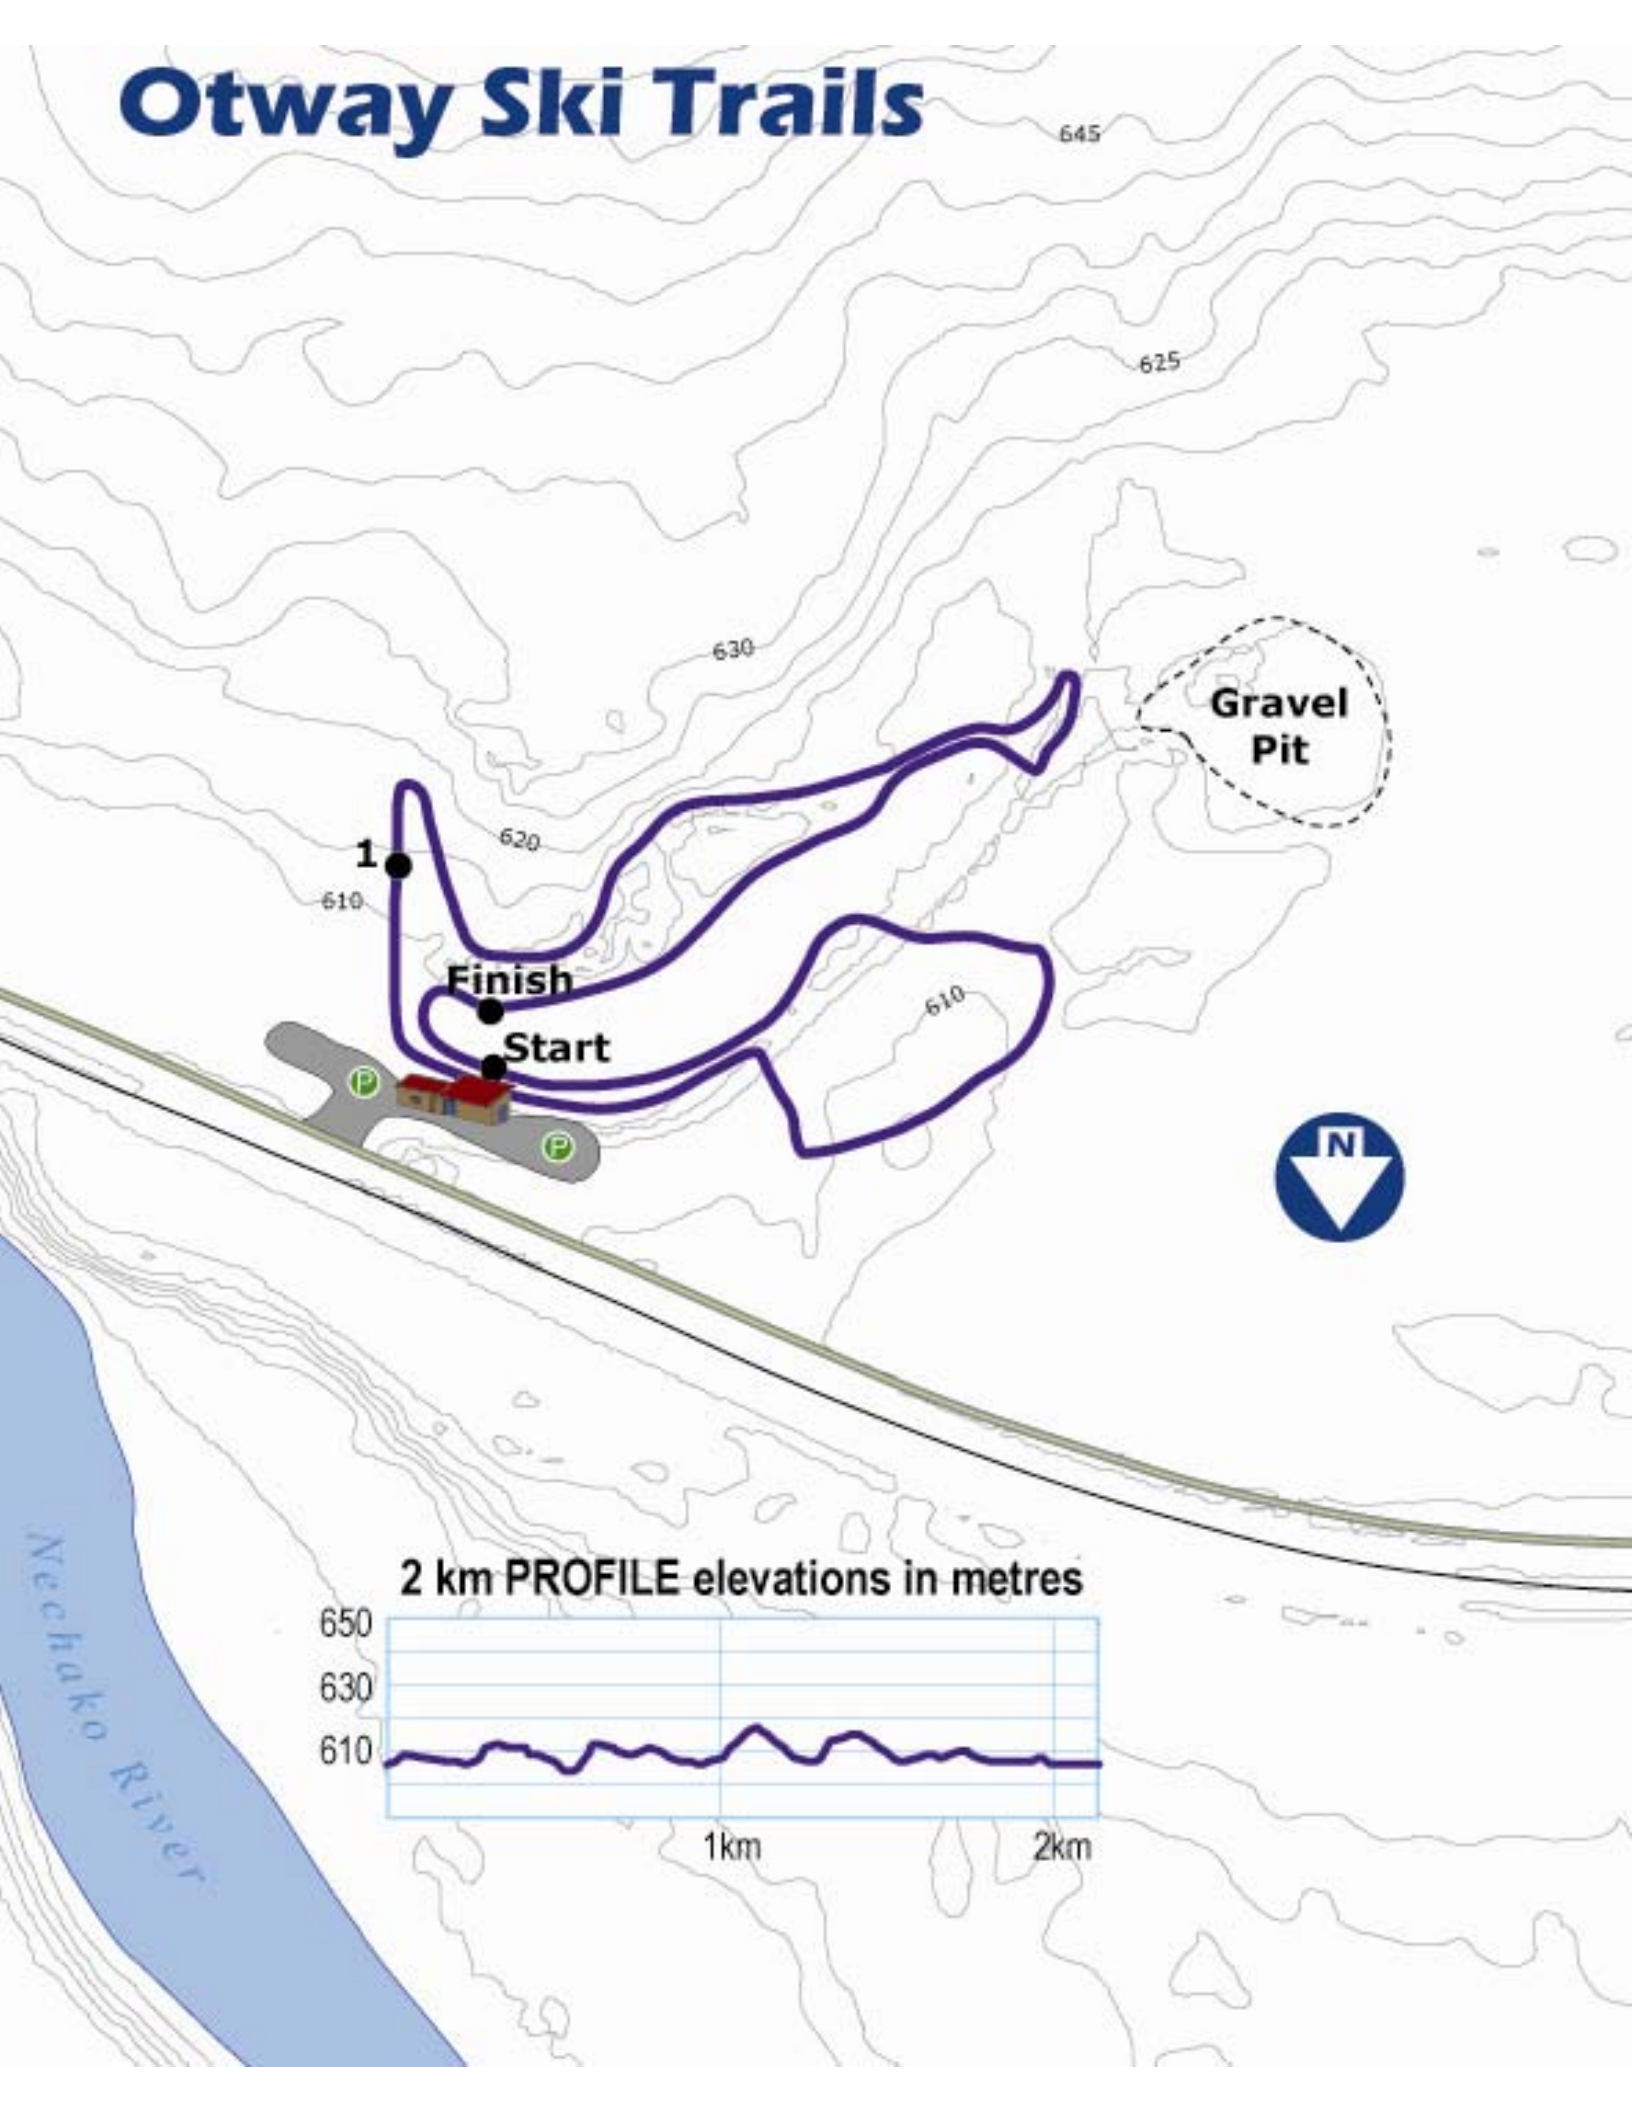 Otway Ski Trails
645
625
630
Gravel
Pit
620
1
610
Finish
610
Start
P
P
N
2 km PROFILE elevations in metres
650
630
610
1km
2km
Nechako River